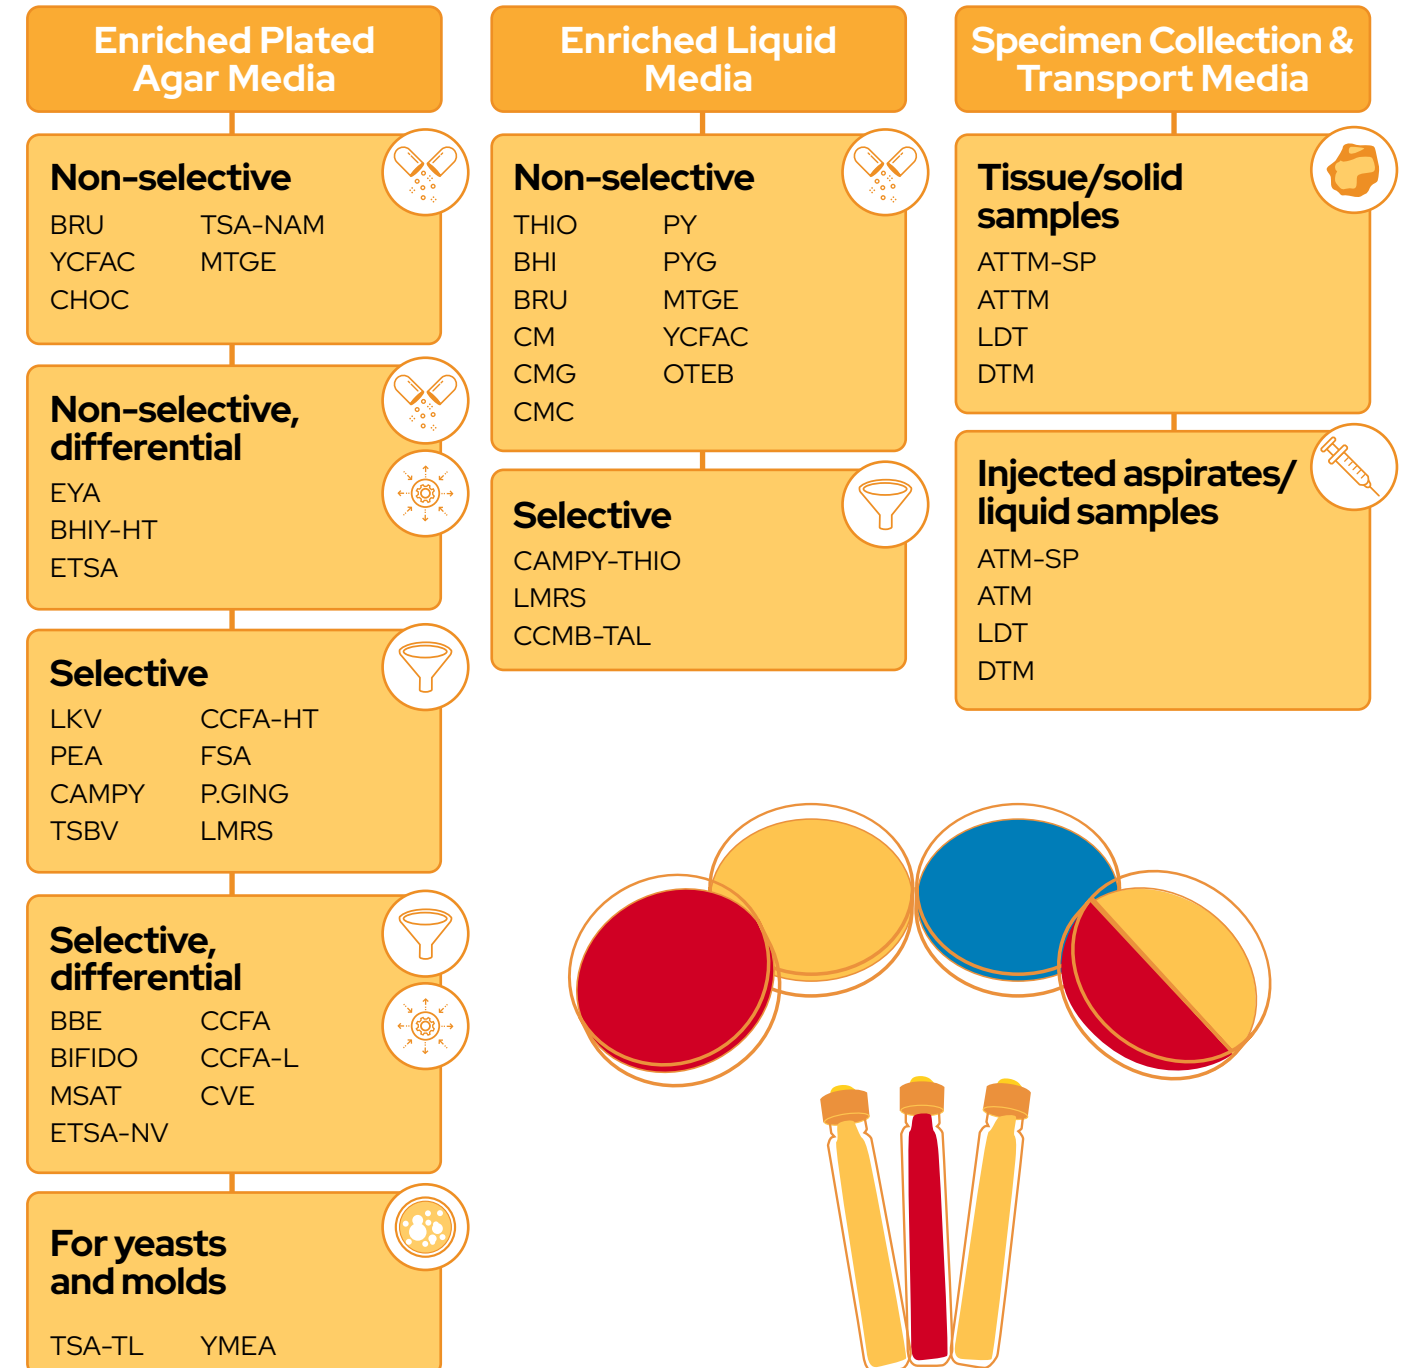 Enriched Plated
Agar Media
Non-selective
BRU TSA-NAM
YCFAC MTGE
CHOC
Non-selective,
differential
EYA
BHIY-HT
ETSA
Selective
LKV CCFA-HT
PEA FSA
CAMPY P.GING
TSBV LMRS
Selective,
differential
BBE CCFA
BIFIDO CCFA-L
MSAT CVE
ETSA-NV
For yeasts
and molds
TSA-TL YMEA
Enriched Liquid
Media
Non-selective
THIO PY
BHI PYG
BRU MTGE
CM YCFAC
CMG OTEB
CMC
Selective
CAMPY-THIO
LMRS
CCMB-TAL
Specimen Collection &
Transport Media
Tissue/solid
samples
ATTM-SP
ATTM
LDT
DTM
Injected aspirates/
liquid samples
ATM-SP
ATM
LDT
DTM